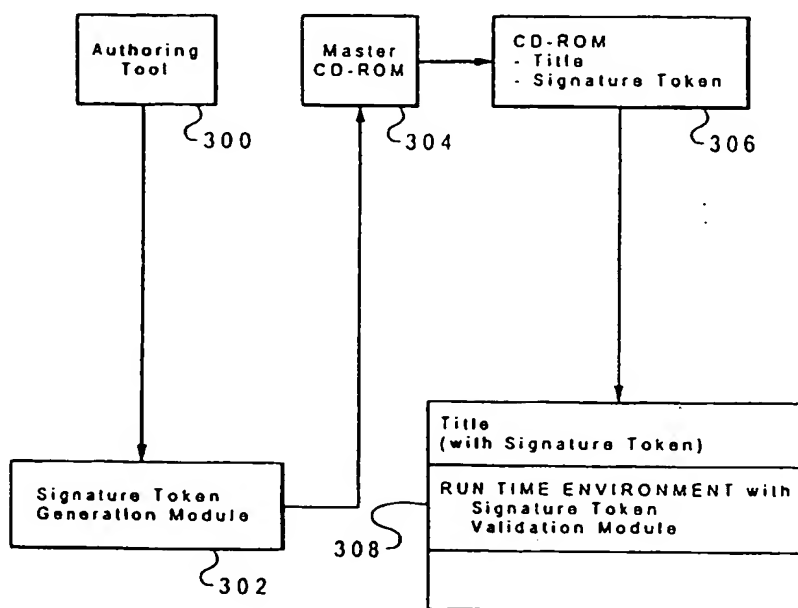 Authoring
Tool
300
Master
CD-ROM
304
CD-ROM
- Title
- Signature Token
306
Signature Token
Generation Module
302
Title
(with Signature Token)
RUN TIME ENVIRONMENT with
Signature Token
Validation Module
308